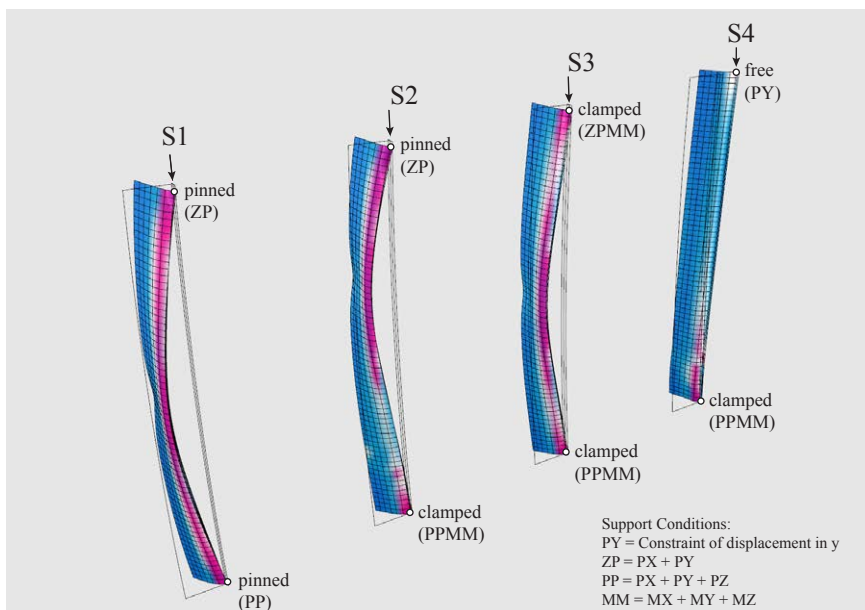 S1
pinned
(ZP)
pinned
(PP)
S2
pinned
(ZP)
clamped
(PPMM)
S3
clamped
(ZPMM)
clamped
(PPMM)
S4
free
(PY)
clamped
(PPMM)
Support Conditions:
PY = Constraint of displacement in y
ZP = PX + PY
PP = PX + PY + PZ
MM = MX + MY + MZ